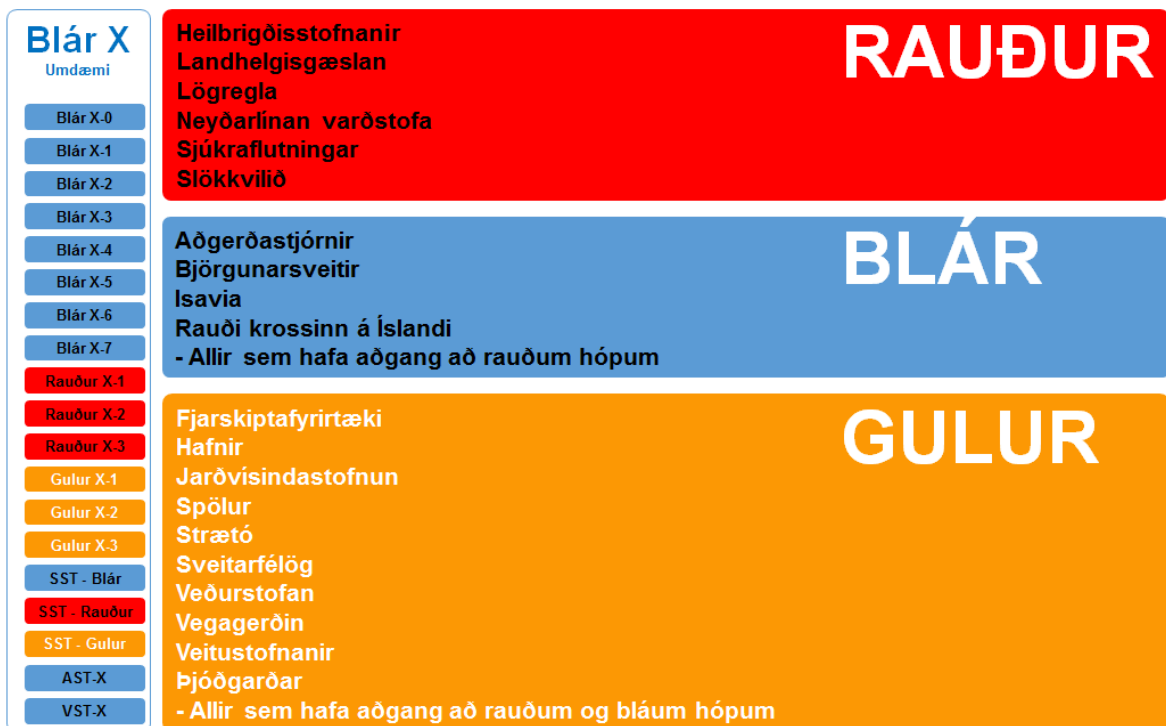 Blár X
Umdæmi
Blár X-0
Blár X-1
Blár X-2
Blár X-3
Blár X-4
Blár X-5
Blár X-6
Blár X-7
Rauður X-1
Rauður X-2
Rauður X-3
Gulur X-1
Gulur X-2
Gulur X-3
SST - Blár
SST - Rauður
SST - Gulur
AST-X
VST-X
RAUÐUR
Heilbrigðisstofnanir
Landhelgisgæslan
Lögregla
Neyðarlínan varðstofa
Sjúkraflutningar
Slökkvilið
BLÁR
Aðgerðastjórnir
Björgunarsveitir
Isavia
Rauði krossinn á Íslandi
- Allir sem hafa aðgang að rauðum hópum
GULUR
Fjarskiptafyrirtæki
Hafnir
Jarðvísindastofnun
Spölur
Strætó
Sveitarfélög
Veðurstofan
Vegagerðin
Veitustofnanir
Þjóðgarðar
- Allir sem hafa aðgang að rauðum og bláum hópum